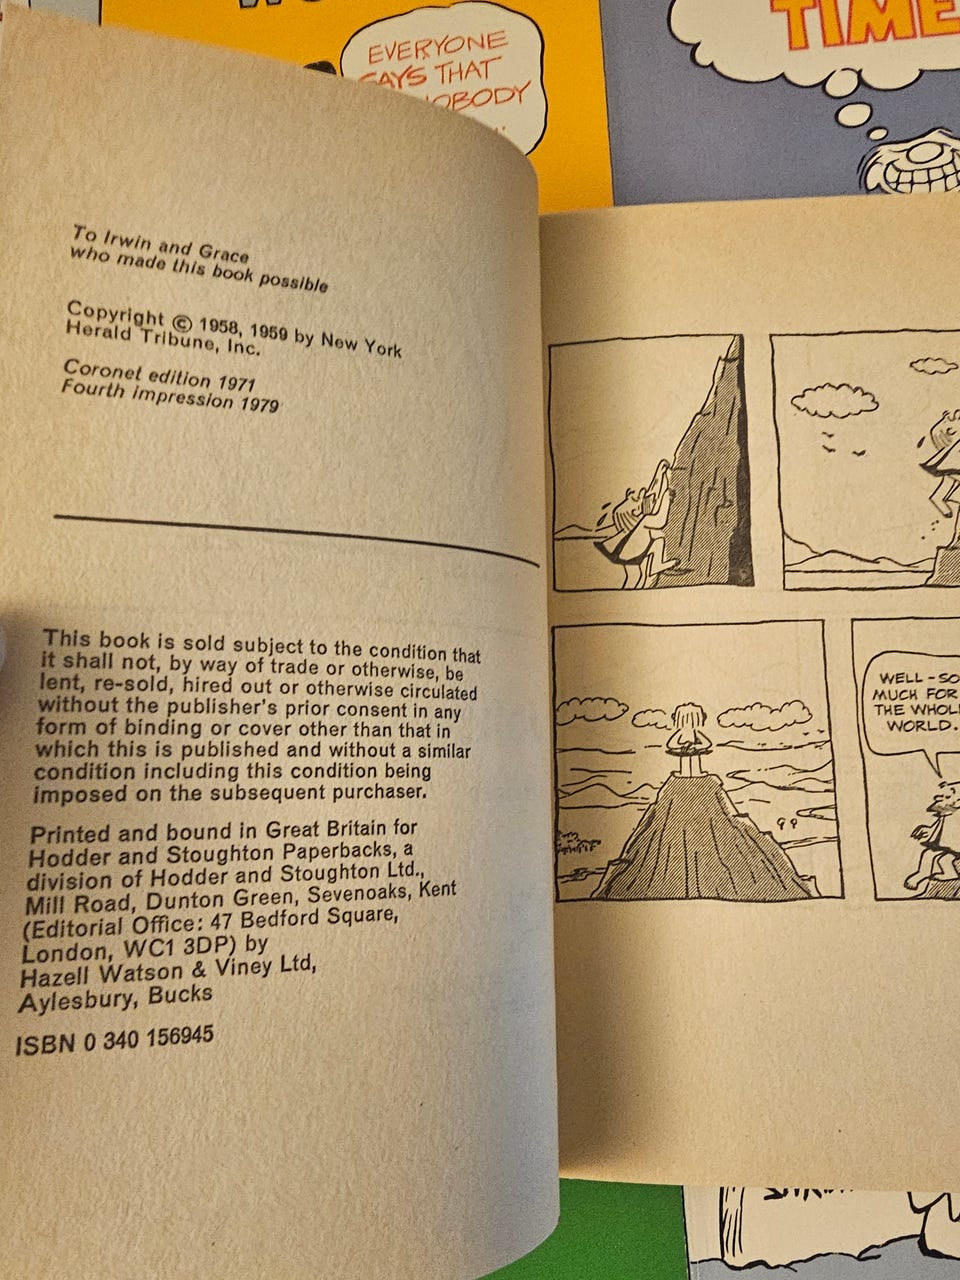 EVERYONE
SAYS THAT
NOBODY
TIME
To Irwin and Grace
who made this book possible
Copyright © 1958, 1959 by New York
Herald Tribune, Inc.
Coronet edition 1971
Fourth impression 1979
This book is sold subject to the condition that
it shall not, by way of trade or otherwise, be
lent, re-sold, hired out or otherwise circulated
without the publisher's prior consent in any
form of binding or cover other than that in
which this is published and without a similar
condition including this condition being
imposed on the subsequent purchaser.
Printed and bound in Great Britain for
Hodder and Stoughton Paperbacks, a
division of Hodder and Stoughton Ltd.,
Mill Road, Dunton Green, Sevenoaks, Kent
(Editorial Office: 47 Bedford Square,
London, WC1 3DP) by
Hazell Watson & Viney Ltd,
Aylesbury, Bucks
ISBN 0 340 156945
WELL - SO
MUCH FOR
THE WHOLE
WORLD.